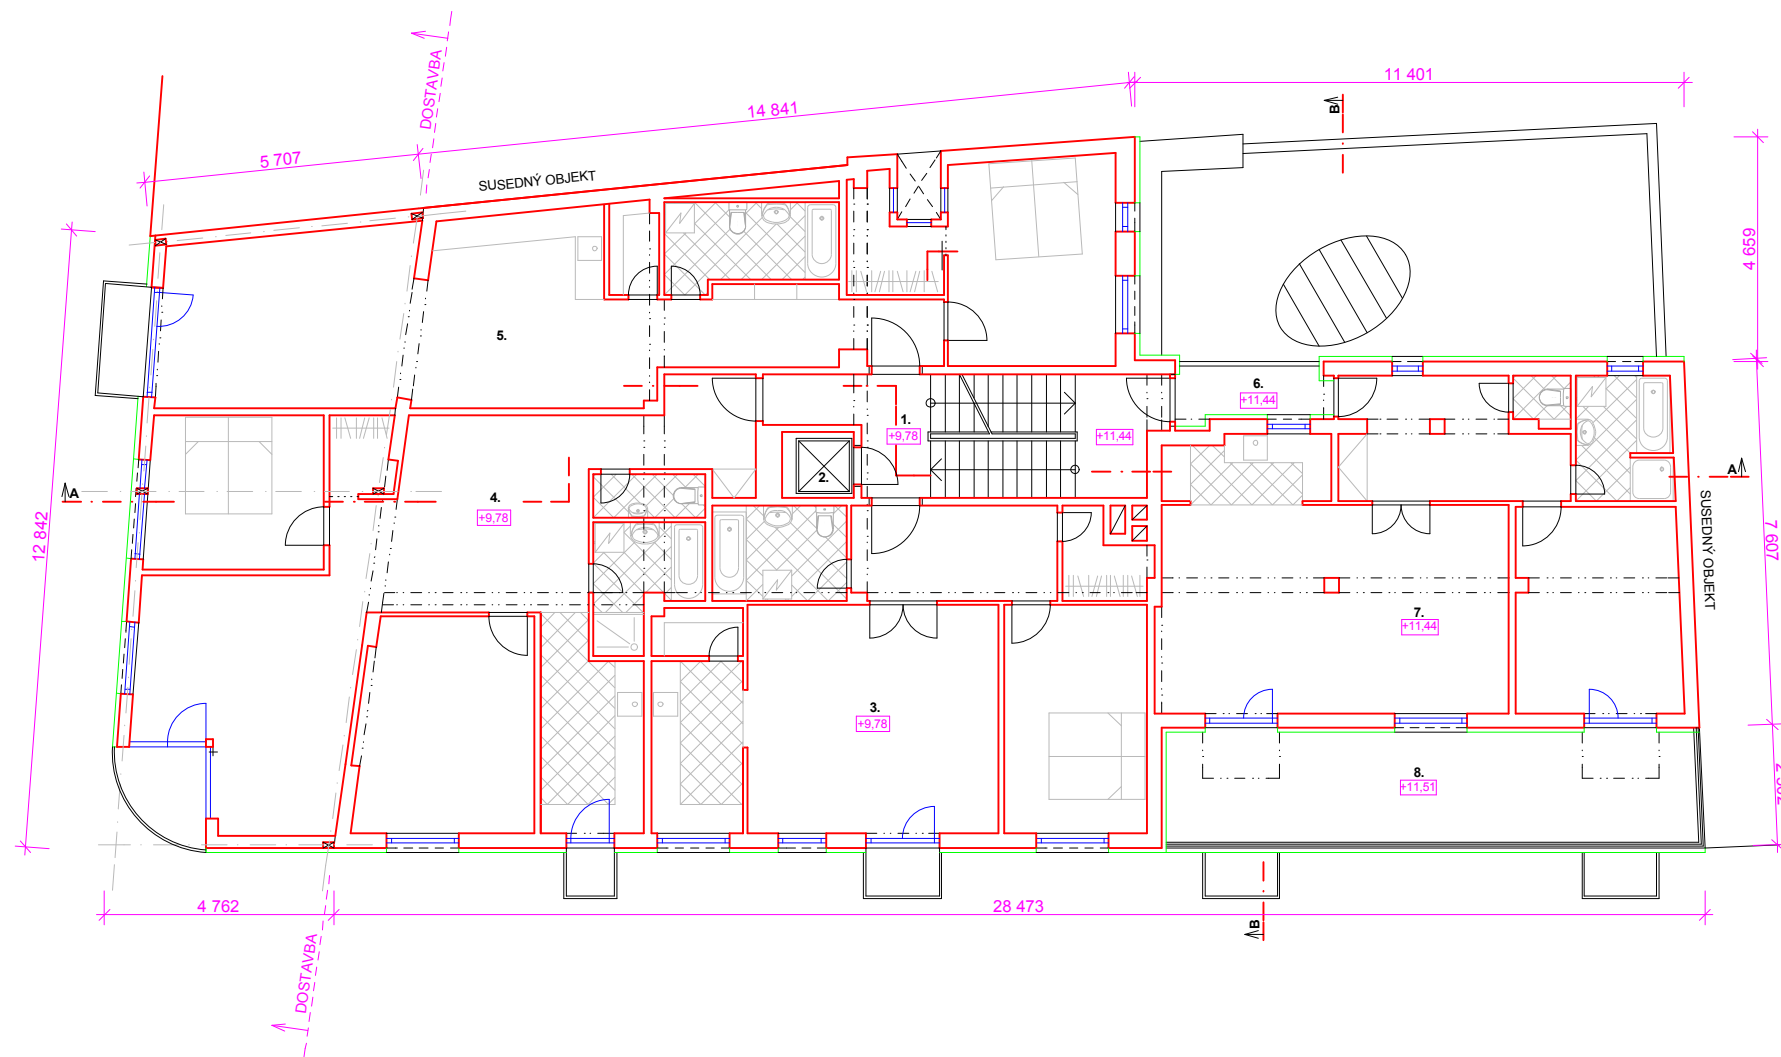 DOSTAVBA
11 401
14 841
5 707
SUSEDNÝ OBJEKT
B
4 659
5.
6.
+11,44
1.
+9,78
+11,44
A
2.
4.
+9,78
A
12 842
SUSEDNÝ OBJEKT
7 607
7.
+11,44
3.
+9,78
8.
+11,51
4 762
28 473
B
DOSTAVBA